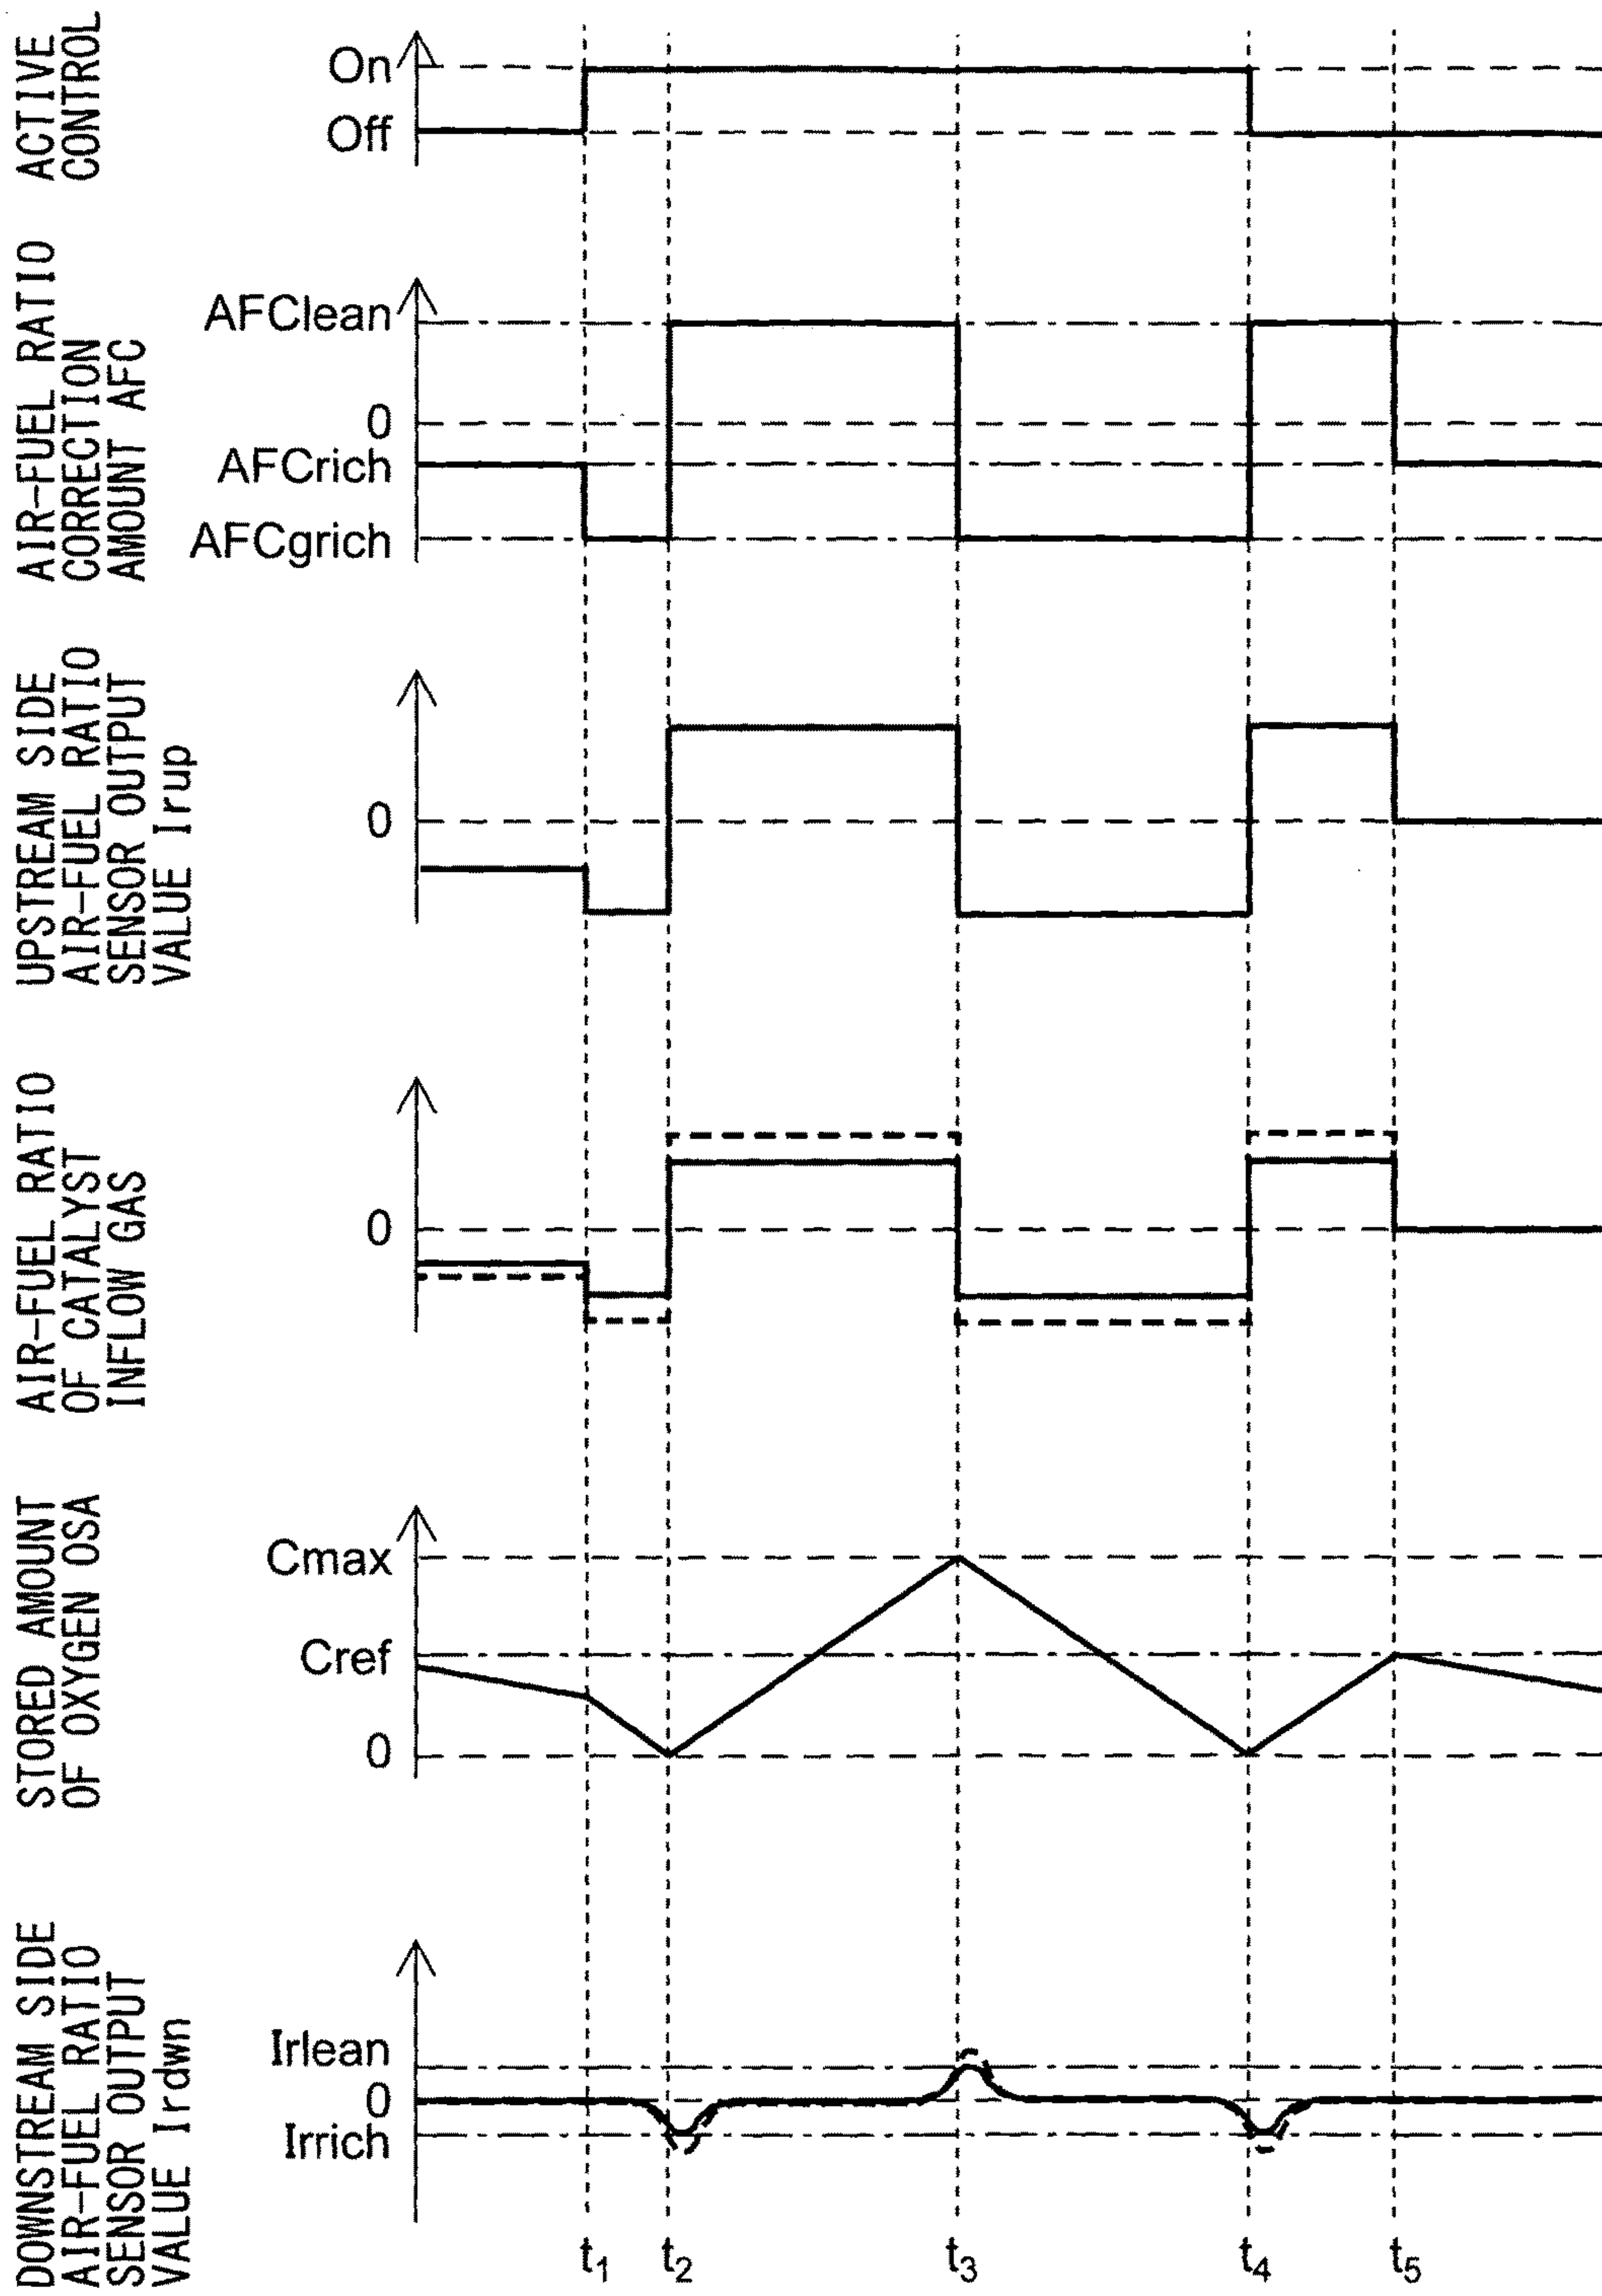 ACTIVE
CONTROL
On
Off
AIR-FUEL RATIO
CORRECTION
AMOUNT AFC
AFClean
0
AFCrich
AFCgrich
UPSTREAM SIDE
AIR-FUEL RATIO
SENSOR OUTPUT
VALUE Irup
0
AIR-FUEL RATIO
OF CATALYST
INFLOW GAS
0
STORED AMOUNT
OF OXYGEN OSA
Cmax
Cref
0
DOWNSTREAM SIDE
AIR-FUEL RATIO
SENSOR OUTPUT
VALUE Irdwn
Irlean
0
Irrich
t1 t2 t3 t4 t5